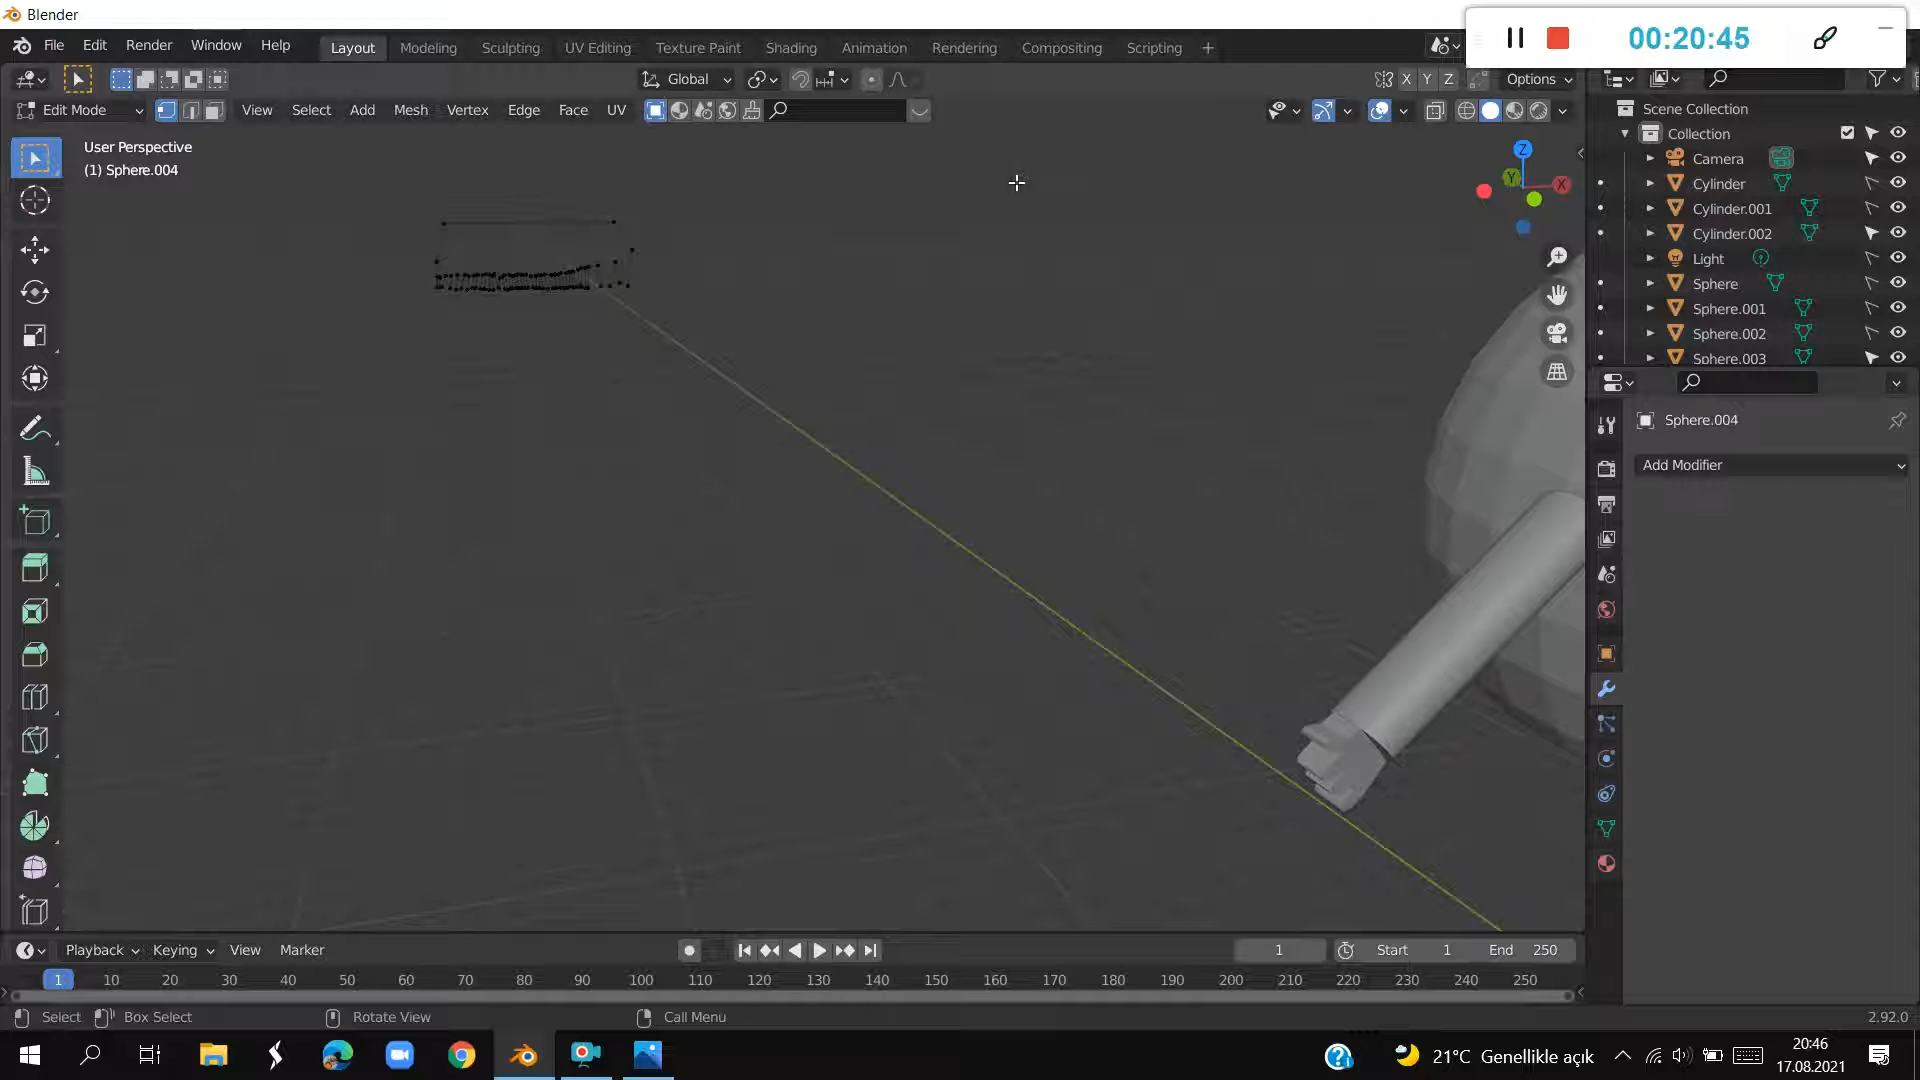 Blender
File Edit Render Window Help
Layout Modeling Sculpting UV Editing Texture Paint Shading Animation Rendering Compositing Scripting +
00:20:45
Global
X Y Z Options
Edit Mode View Select Add Mesh Vertex Edge Face UV
User Perspective
(1) Sphere.004
Z
Y
X
Scene Collection
Collection
Camera
Cylinder
Cylinder.001
Cylinder.002
Light
Sphere
Sphere.001
Sphere.002
Sphere.003
Sphere.004
Add Modifier
Playback Keying View Marker
1 Start 1 End 250
1 10 20 30 40 50 60 70 80 90 100 110 120 130 140 150 160 170 180 190 200 210 220 230 240 250
Select Box Select Rotate View Call Menu 2.92.0
21°C Genellikle açık
20:46
17.08.2021